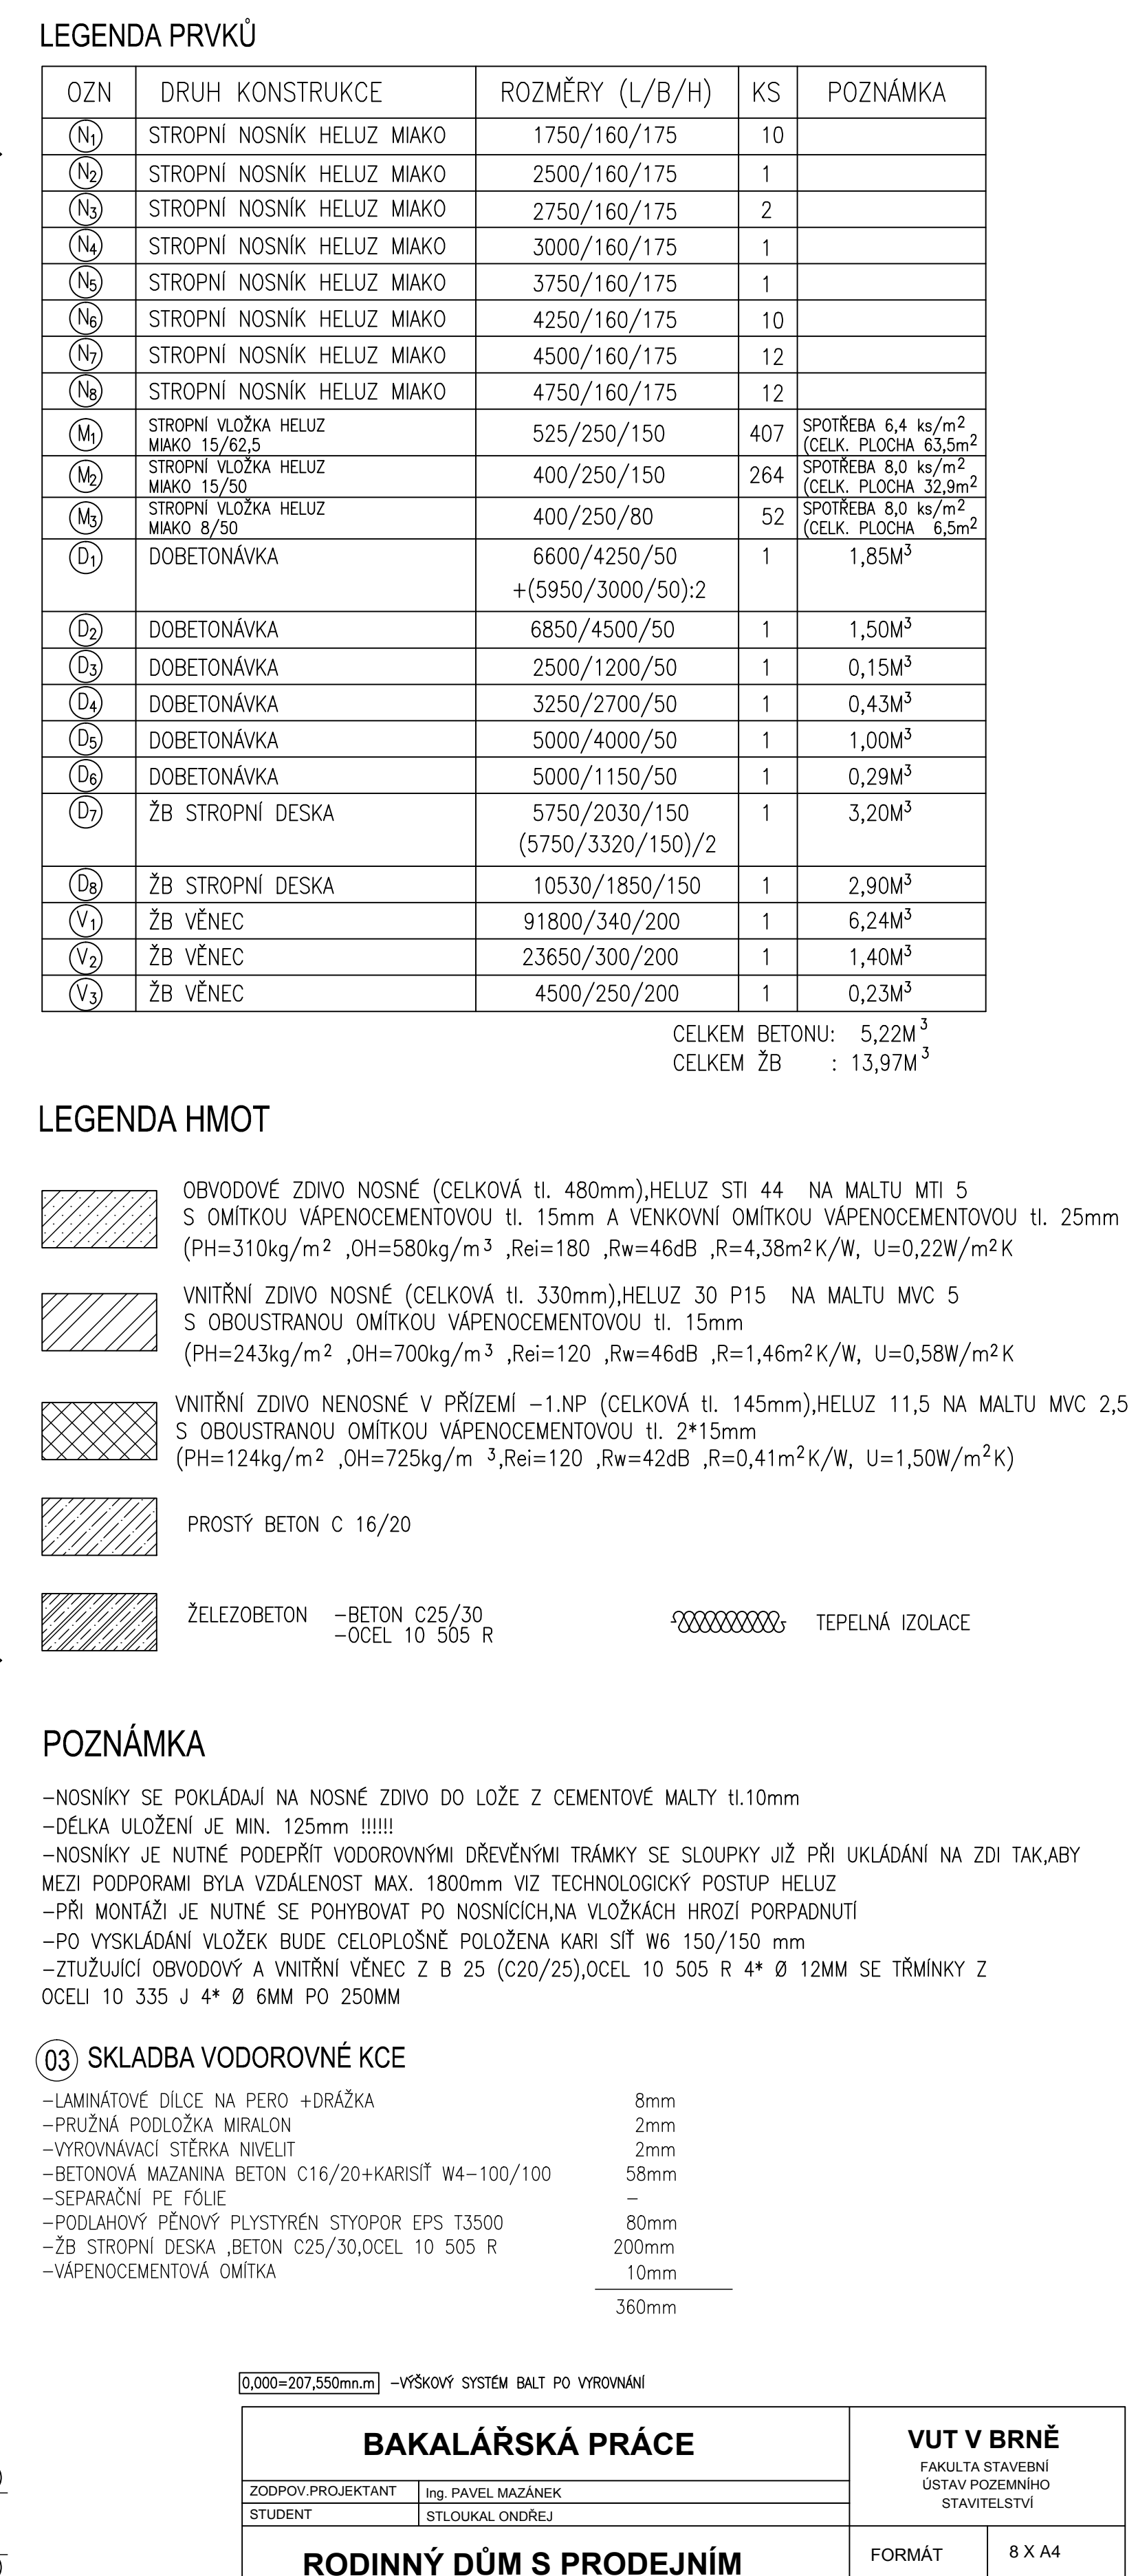 LEGENDA PRVKŮ
OZN DRUH KONSTRUKCE ROZMĚRY (L/B/H) KS POZNÁMKA
N1 STROPNÍ NOSNÍK HELUZ MIAKO 1750/160/175 10
N2 STROPNÍ NOSNÍK HELUZ MIAKO 2500/160/175 1
N3 STROPNÍ NOSNÍK HELUZ MIAKO 2750/160/175 2
N4 STROPNÍ NOSNÍK HELUZ MIAKO 3000/160/175 1
N5 STROPNÍ NOSNÍK HELUZ MIAKO 3750/160/175 1
N6 STROPNÍ NOSNÍK HELUZ MIAKO 4250/160/175 10
N7 STROPNÍ NOSNÍK HELUZ MIAKO 4500/160/175 12
N8 STROPNÍ NOSNÍK HELUZ MIAKO 4750/160/175 12
M1 STROPNÍ VLOŽKA HELUZ 525/250/150 407 SPOTŘEBA 6,4 ks/m2
MIAKO 15/62,5 (CELK. PLOCHA 63,5m2
M2 STROPNÍ VLOŽKA HELUZ 400/250/150 264 SPOTŘEBA 8,0 ks/m2
MIAKO 15/50 (CELK. PLOCHA 32,9m2
M3 STROPNÍ VLOŽKA HELUZ 400/250/80 52 SPOTŘEBA 8,0 ks/m2
MIAKO 8/50 (CELK. PLOCHA 6,5m2
D1 DOBETONÁVKA 6600/4250/50 1 1,85M3
+(5950/3000/50):2
D2 DOBETONÁVKA 6850/4500/50 1 1,50M3
D3 DOBETONÁVKA 2500/1200/50 1 0,15M3
D4 DOBETONÁVKA 3250/2700/50 1 0,43M3
D5 DOBETONÁVKA 5000/4000/50 1 1,00M3
D6 DOBETONÁVKA 5000/1150/50 1 0,29M3
D7 ŽB STROPNÍ DESKA 5750/2030/150 1 3,20M3
(5750/3320/150)/2
D8 ŽB STROPNÍ DESKA 10530/1850/150 1 2,90M3
V1 ŽB VĚNEC 91800/340/200 1 6,24M3
V2 ŽB VĚNEC 23650/300/200 1 1,40M3
V3 ŽB VĚNEC 4500/250/200 1 0,23M3
CELKEM BETONU: 5,22M3
CELKEM ŽB : 13,97M3
LEGENDA HMOT
OBVODOVÉ ZDIVO NOSNÉ (CELKOVÁ tl. 480mm),HELUZ STI 44 NA MALTU MTI 5
S OMÍTKOU VÁPENOCEMENTOVOU tl. 15mm A VENKOVNÍ OMÍTKOU VÁPENOCEMENTOVOU tl. 25mm
(PH=310kg/m2 ,OH=580kg/m3 ,Rei=180 ,Rw=46dB ,R=4,38m2K/W, U=0,22W/m2K
VNITŘNÍ ZDIVO NOSNÉ (CELKOVÁ tl. 330mm),HELUZ 30 P15 NA MALTU MVC 5
S OBOUSTRANOU OMÍTKOU VÁPENOCEMENTOVOU tl. 15mm
(PH=243kg/m2 ,OH=700kg/m3 ,Rei=120 ,Rw=46dB ,R=1,46m2K/W, U=0,58W/m2K
VNITŘNÍ ZDIVO NENOSNÉ V PŘÍZEMÍ -1.NP (CELKOVÁ tl. 145mm),HELUZ 11,5 NA MALTU MVC 2,5
S OBOUSTRANOU OMÍTKOU VÁPENOCEMENTOVOU tl. 2*15mm
(PH=124kg/m2 ,OH=725kg/m 3,Rei=120 ,Rw=42dB ,R=0,41m2K/W, U=1,50W/m2K)
PROSTÝ BETON C 16/20
ŽELEZOBETON -BETON C25/30
-OCEL 10 505 R
TEPELNÁ IZOLACE
POZNÁMKA
-NOSNÍKY SE POKLÁDAJÍ NA NOSNÉ ZDIVO DO LOŽE Z CEMENTOVÉ MALTY tl.10mm
-DÉLKA ULOŽENÍ JE MIN. 125mm !!!!!!
-NOSNÍKY JE NUTNÉ PODEPŘÍT VODOROVNÝMI DŘEVĚNÝMI TRÁMKY SE SLOUPKY JIŽ PŘI UKLÁDÁNÍ NA ZDI TAK,ABY
MEZI PODPORAMI BYLA VZDÁLENOST MAX. 1800mm VIZ TECHNOLOGICKÝ POSTUP HELUZ
-PŘI MONTÁŽI JE NUTNÉ SE POHYBOVAT PO NOSNÍCÍCH,NA VLOŽKÁCH HROZÍ PORPADNUTÍ
-PO VYSKLÁDÁNÍ VLOŽEK BUDE CELOPLOŠNĚ POLOŽENA KARI SÍŤ W6 150/150 mm
-ZTUŽUJÍCÍ OBVODOVÝ A VNITŘNÍ VĚNEC Z B 25 (C20/25),OCEL 10 505 R 4* Ø 12MM SE TŘMÍNKY Z
OCELI 10 335 J 4* Ø 6MM PO 250MM
03 SKLADBA VODOROVNÉ KCE
-LAMINÁTOVÉ DÍLCE NA PERO +DRÁŽKA 8mm
-PRUŽNÁ PODLOŽKA MIRALON 2mm
-VYROVNÁVACÍ STĚRKA NIVELIT 2mm
-BETONOVÁ MAZANINA BETON C16/20+KARISÍŤ W4-100/100 58mm
-SEPARAČNÍ PE FÓLIE -
-PODLAHOVÝ PĚNOVÝ PLYSTYRÉN STYOPOR EPS T3500 80mm
-ŽB STROPNÍ DESKA ,BETON C25/30,OCEL 10 505 R 200mm
-VÁPENOCEMENTOVÁ OMÍTKA 10mm
360mm
0,000=207,550mn.m -VÝŠKOVÝ SYSTÉM BALT PO VYROVNÁNÍ
BAKALÁŘSKÁ PRÁCE
VUT V BRNĚ
FAKULTA STAVEBNÍ
ÚSTAV POZEMNÍHO
STAVITELSTVÍ
ZODPOV.PROJEKTANT Ing. PAVEL MAZÁNEK
STUDENT STLOUKAL ONDŘEJ
RODINNÝ DŮM S PRODEJNÍM
FORMÁT 8 X A4